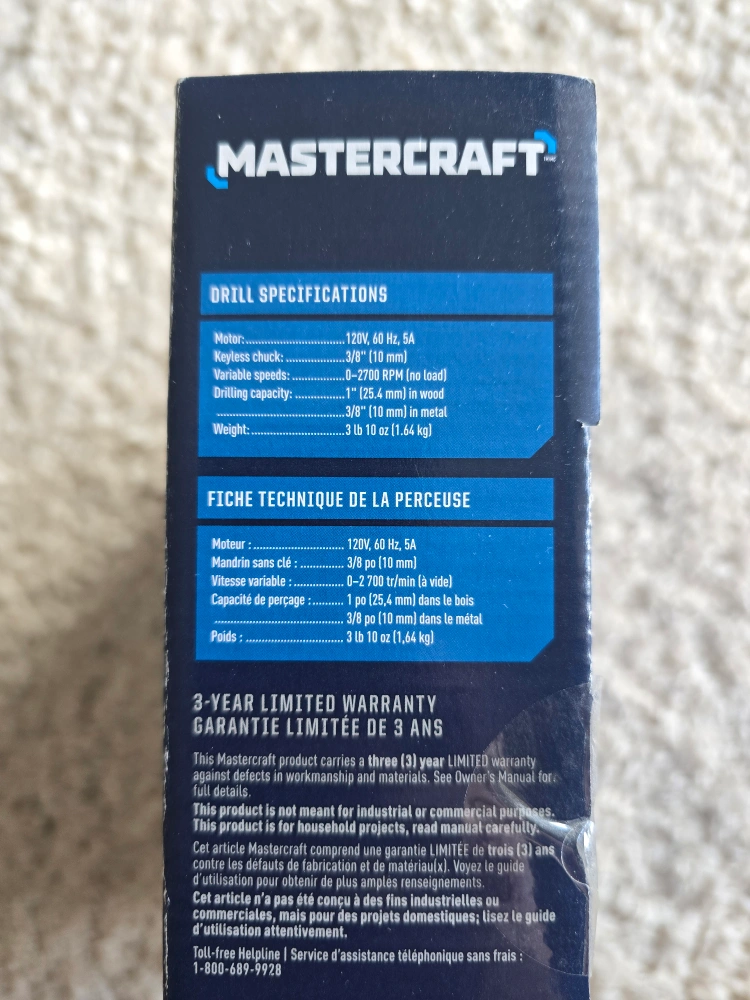 MASTERCRAFT
DRILL SPECIFICATIONS
Motor:..............................120V, 60 Hz, 5A
Keyless chuck: ..................3/8" (10 mm)
Variable speeds: ................0–2700 RPM (no load)
Drilling capacity: ...............1" (25.4 mm) in wood
......................................3/8" (10 mm) in metal
Weight:............................3 lb 10 oz (1.64 kg)
FICHE TECHNIQUE DE LA PERCEUSE
Moteur : ........................... 120V, 60 Hz, 5A
Mandrin sans clé : ............. 3/8 po (10 mm)
Vitesse variable : ............... 0–2 700 tr/min (à vide)
Capacité de perçage : ......... 1 po (25,4 mm) dans le bois
...................................... 3/8 po (10 mm) dans le métal
Poids : ............................. 3 lb 10 oz (1,64 kg)
3-YEAR LIMITED WARRANTY
GARANTIE LIMITÉE DE 3 ANS
This Mastercraft product carries a three (3) year LIMITED warranty
against defects in workmanship and materials. See Owner's Manual for
full details.
This product is not meant for industrial or commercial purposes.
This product is for household projects, read manual carefully.
Cet article Mastercraft comprend une garantie LIMITÉE de trois (3) ans
contre les défauts de fabrication et de matériau(x). Voyez le guide
d'utilisation pour obtenir de plus amples renseignements.
Cet article n'a pas été conçu à des fins industrielles ou
commerciales, mais pour des projets domestiques; lisez le guide
d'utilisation attentivement.
Toll-free Helpline | Service d'assistance téléphonique sans frais :
1-800-689-9928